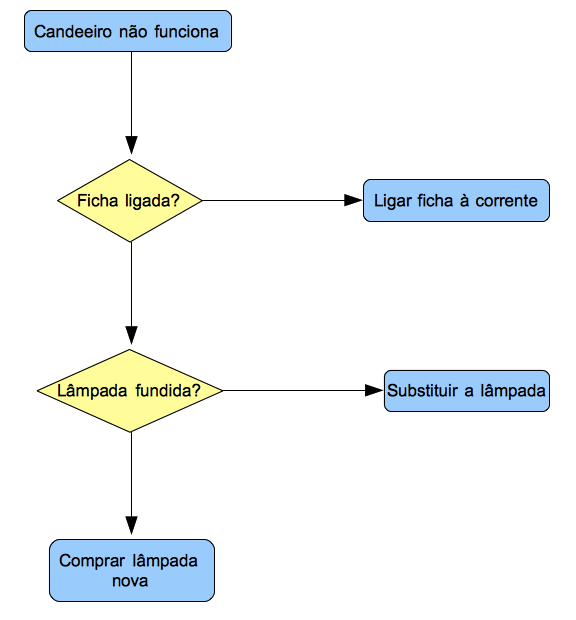 Candeeiro não funciona
Ficha ligada?
Ligar ficha à corrente
Lâmpada fundida?
Substituir a lâmpada
Comprar lâmpada
nova